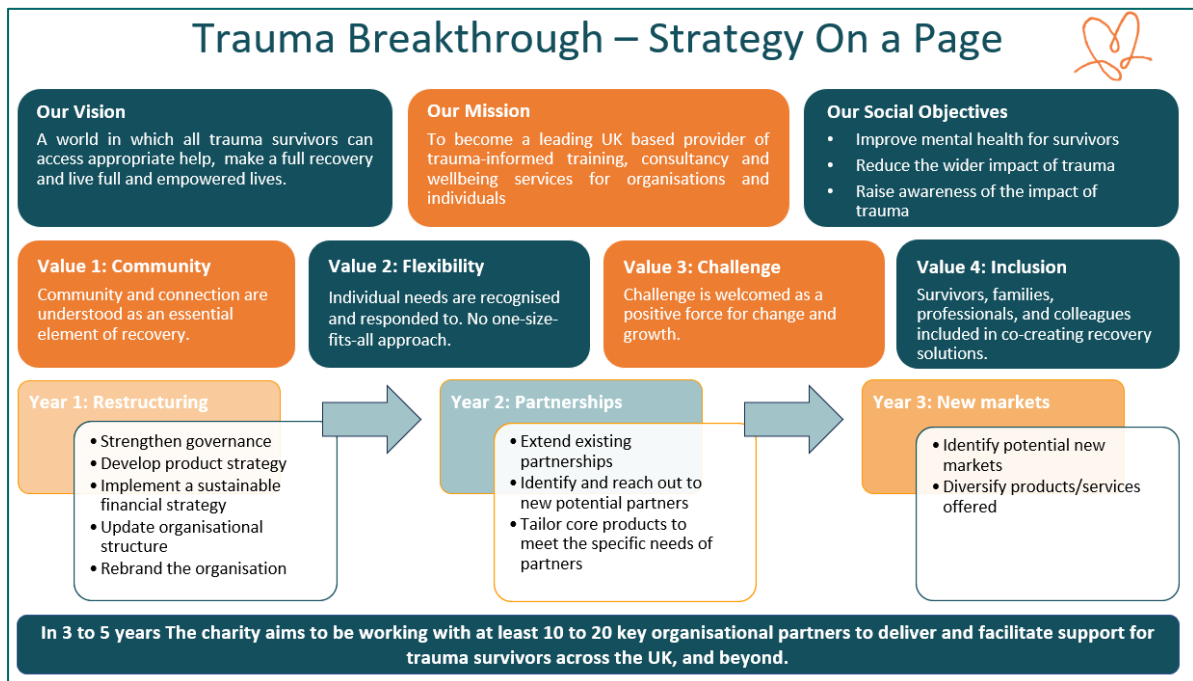 Trauma Breakthrough – Strategy On a Page
Our Vision
A world in which all trauma survivors can
access appropriate help, make a full recovery
and live full and empowered lives.
Our Mission
To become a leading UK based provider of
trauma-informed training, consultancy and
wellbeing services for organisations and
individuals
Our Social Objectives
• Improve mental health for survivors
• Reduce the wider impact of trauma
• Raise awareness of the impact of
trauma
Value 1: Community
Community and connection are
understood as an essential
element of recovery.
Value 2: Flexibility
Individual needs are recognised
and responded to. No one-size-
fits-all approach.
Value 3: Challenge
Challenge is welcomed as a
positive force for change and
growth.
Value 4: Inclusion
Survivors, families,
professionals, and colleagues
included in co-creating recovery
solutions.
Year 1: Restructuring
• Strengthen governance
• Develop product strategy
• Implement a sustainable
financial strategy
• Update organisational
structure
• Rebrand the organisation
Year 2: Partnerships
• Extend existing
partnerships
• Identify and reach out to
new potential partners
• Tailor core products to
meet the specific needs of
partners
Year 3: New markets
• Identify potential new
markets
• Diversify products/services
offered
In 3 to 5 years The charity aims to be working with at least 10 to 20 key organisational partners to deliver and facilitate support for
trauma survivors across the UK, and beyond.